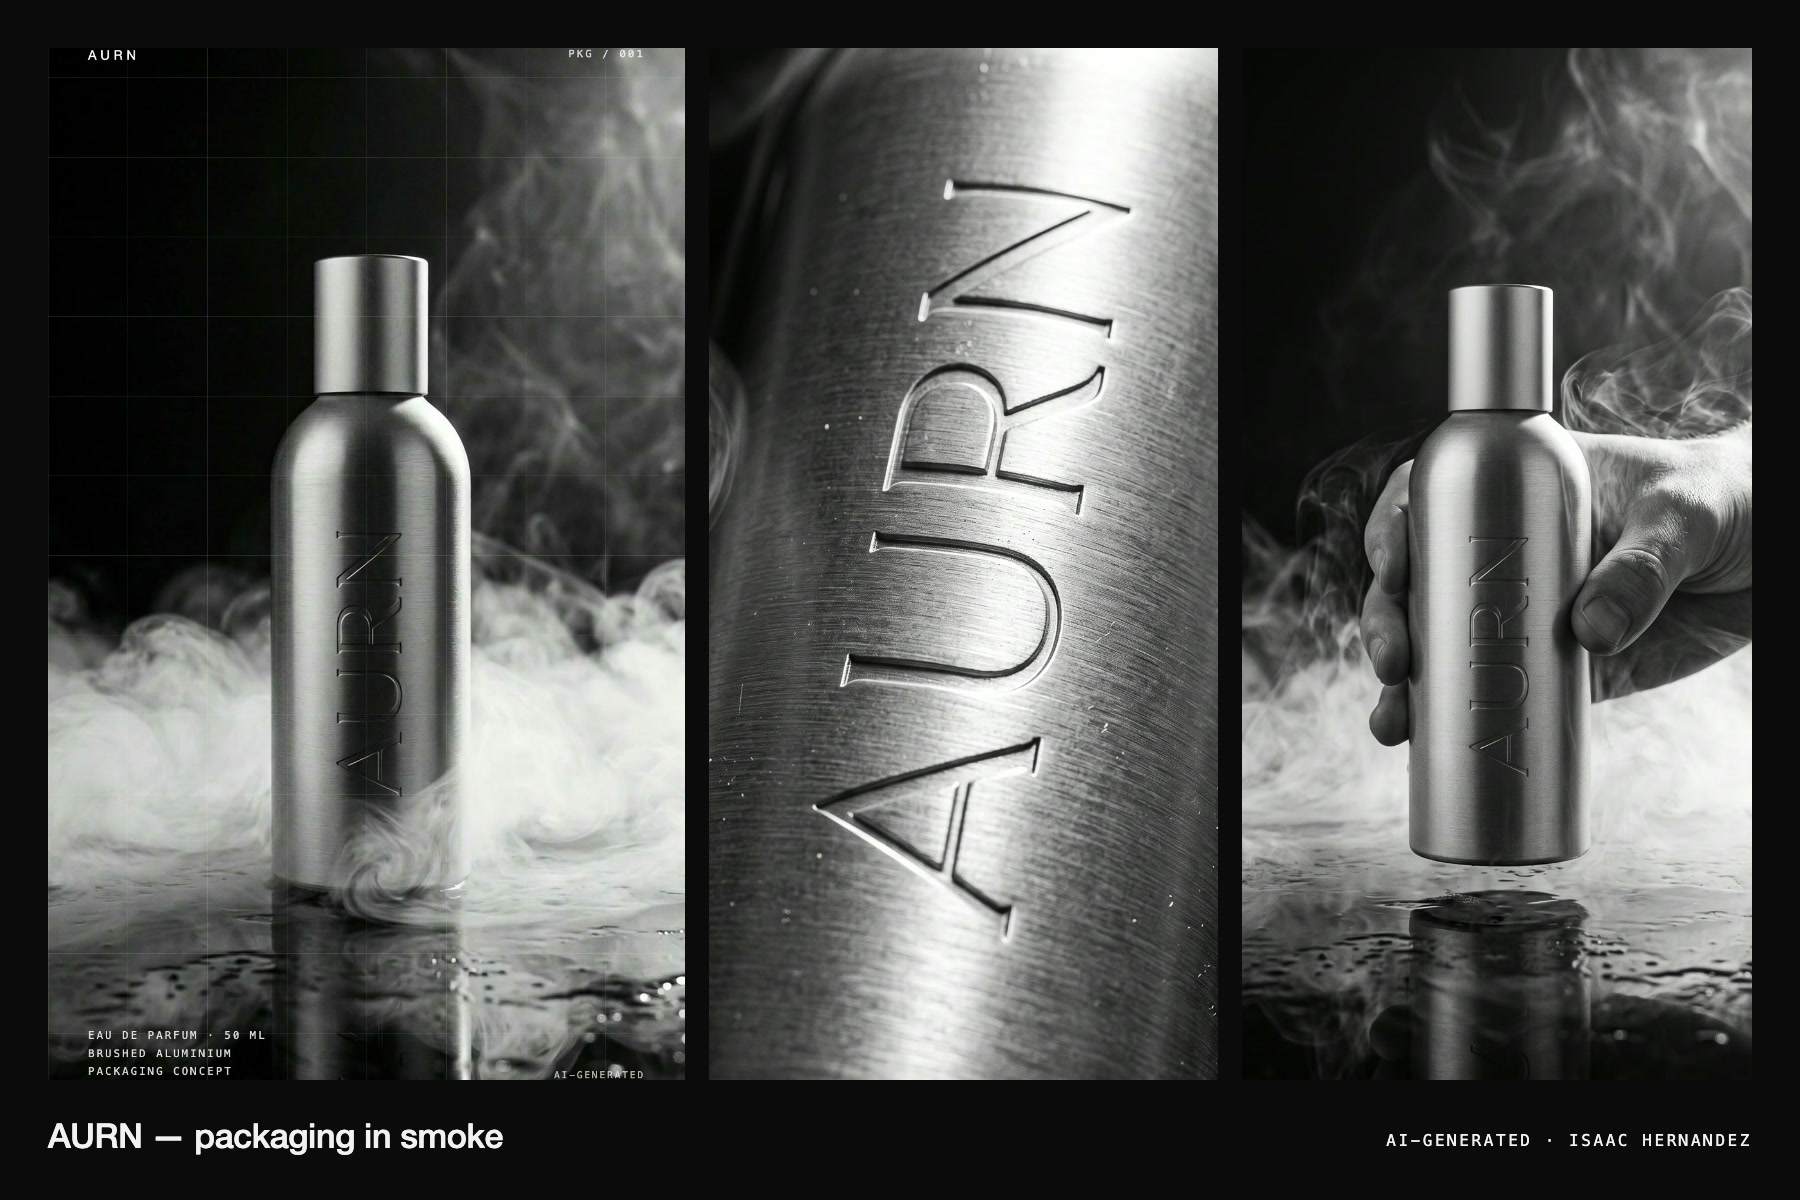 AURN
PKG / 001
AURN
EAU DE PARFUM · 50 ML
BRUSHED ALUMINIUM
PACKAGING CONCEPT
AI-GENERATED
AURN
AURN
AURN — packaging in smoke
AI-GENERATED · ISAAC HERNANDEZ